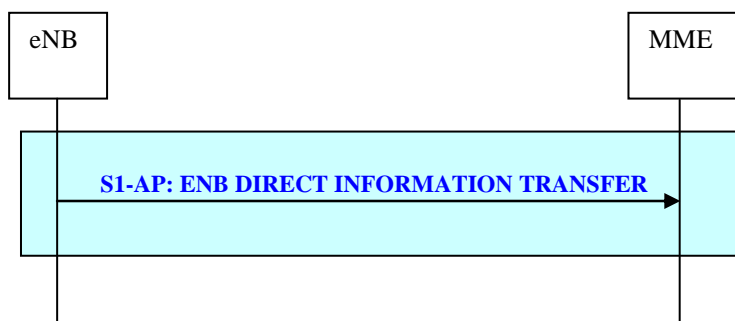 eNB
MME
S1-AP: ENB DIRECT INFORMATION TRANSFER